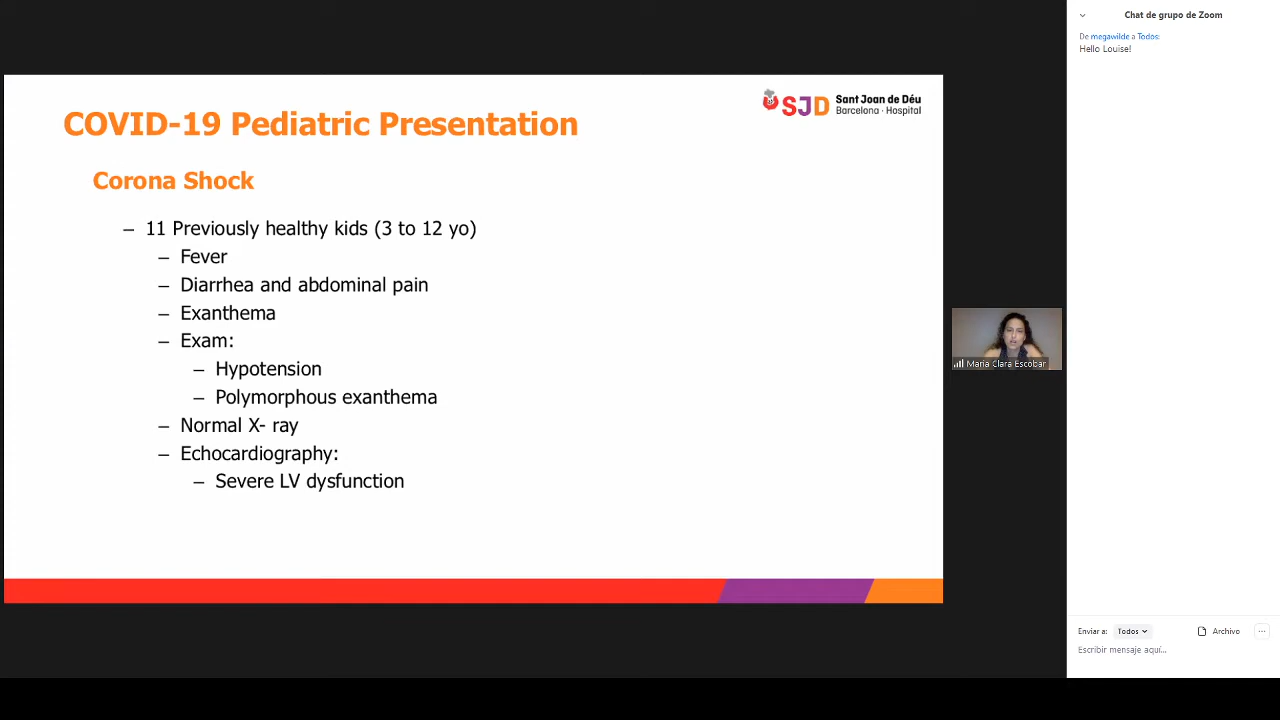 COVID-19 Pediatric Presentation
SJD Sant Joan de Déu
Barcelona · Hospital
Corona Shock
– 11 Previously healthy kids (3 to 12 yo)
– Fever
– Diarrhea and abdominal pain
– Exanthema
– Exam:
– Hypotension
– Polymorphous exanthema
– Normal X- ray
– Echocardiography:
– Severe LV dysfunction
Maria Clara Escobar
Chat de grupo de Zoom
De megawilde a Todos:
Hello Louise!
Enviar a: Todos Archivo ...
Escribir mensaje aquí...